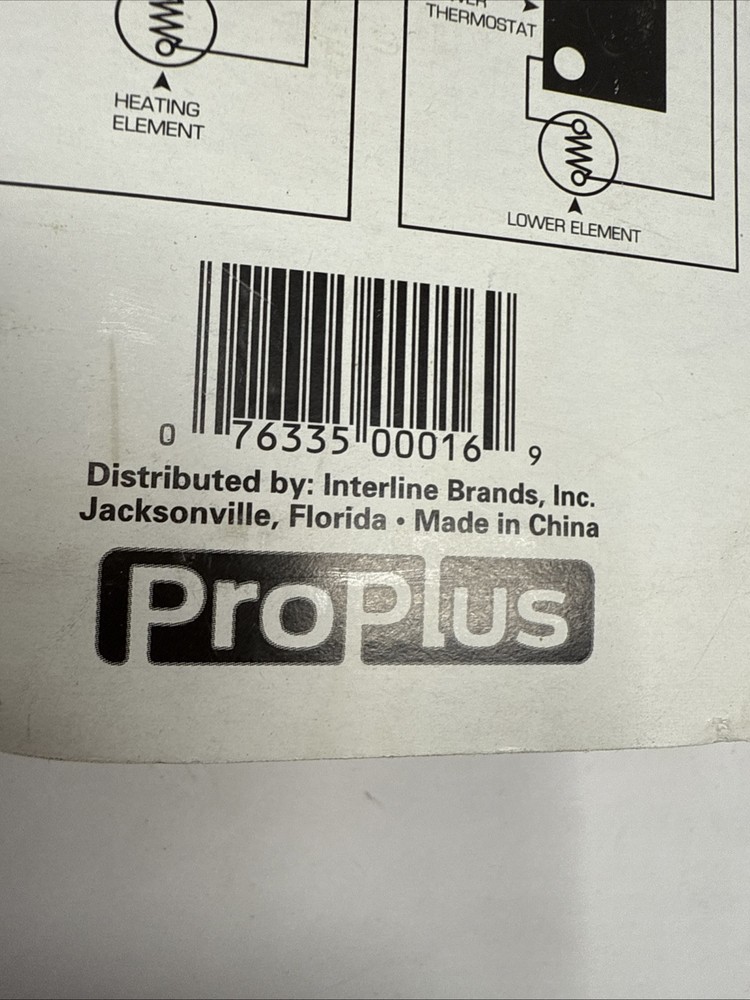 THERMOSTAT
HEATING
ELEMENT
LOWER ELEMENT
0 76335 00016 9
Distributed by: Interline Brands, Inc.
Jacksonville, Florida • Made in China
ProPlus